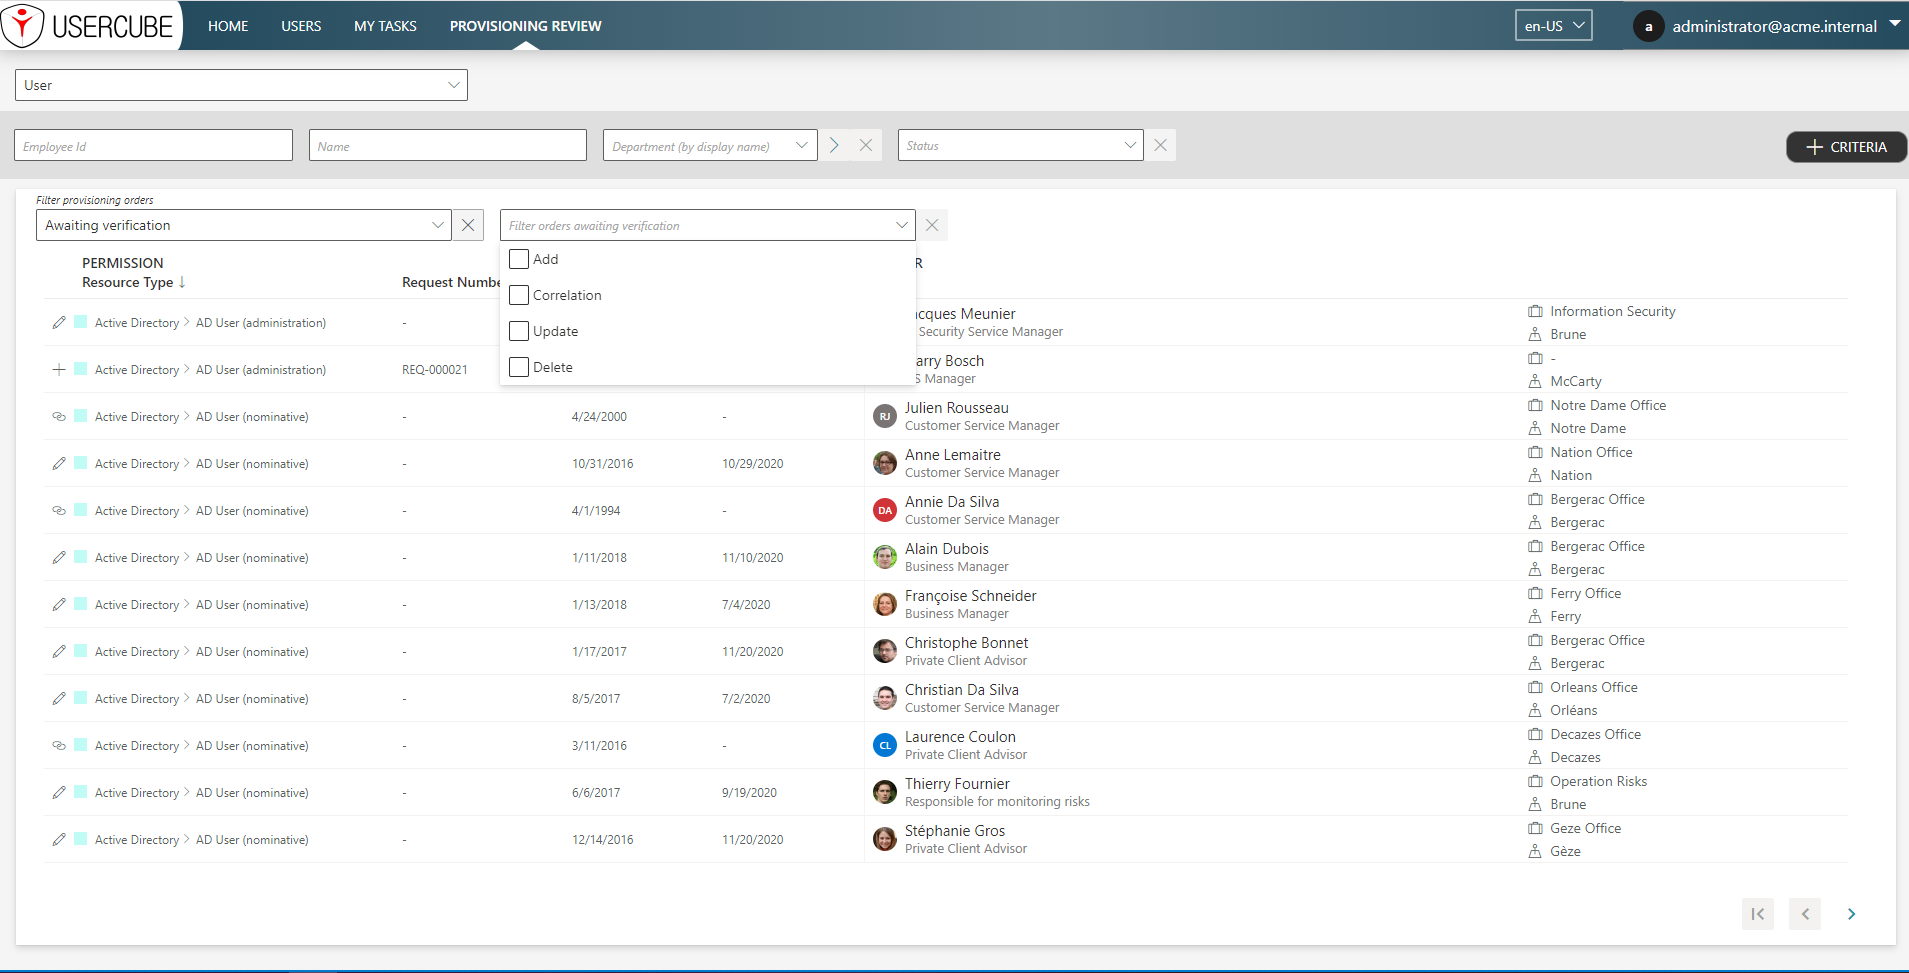 USERCUBE HOME USERS MY TASKS PROVISIONING REVIEW en-US a administrator@acme.internal
User
Employee Id Name Department (by display name) Status CRITERIA
Filter provisioning orders
Awaiting verification Filter orders awaiting verification
Add
PERMISSION R
Resource Type ↓ Request Numbe
Correlation
Active Directory > AD User (administration) - cques Meunier Information Security
Update Security Service Manager Brune
Active Directory > AD User (administration) REQ-000021 arry Bosch -
Delete S Manager McCarty
Active Directory > AD User (nominative) - 4/24/2000 - RJ Julien Rousseau Notre Dame Office
Customer Service Manager Notre Dame
Active Directory > AD User (nominative) - 10/31/2016 10/29/2020 Anne Lemaitre Nation Office
Customer Service Manager Nation
Active Directory > AD User (nominative) - 4/1/1994 - DA Annie Da Silva Bergerac Office
Customer Service Manager Bergerac
Active Directory > AD User (nominative) - 1/11/2018 11/10/2020 Alain Dubois Bergerac Office
Business Manager Bergerac
Active Directory > AD User (nominative) - 1/13/2018 7/4/2020 Françoise Schneider Ferry Office
Business Manager Ferry
Active Directory > AD User (nominative) - 1/17/2017 11/20/2020 Christophe Bonnet Bergerac Office
Private Client Advisor Bergerac
Active Directory > AD User (nominative) - 8/5/2017 7/2/2020 Christian Da Silva Orleans Office
Customer Service Manager Orléans
Active Directory > AD User (nominative) - 3/11/2016 - CL Laurence Coulon Decazes Office
Private Client Advisor Decazes
Active Directory > AD User (nominative) - 6/6/2017 9/19/2020 Thierry Fournier Operation Risks
Responsible for monitoring risks Brune
Active Directory > AD User (nominative) - 12/14/2016 11/20/2020 Stéphanie Gros Geze Office
Private Client Advisor Gèze